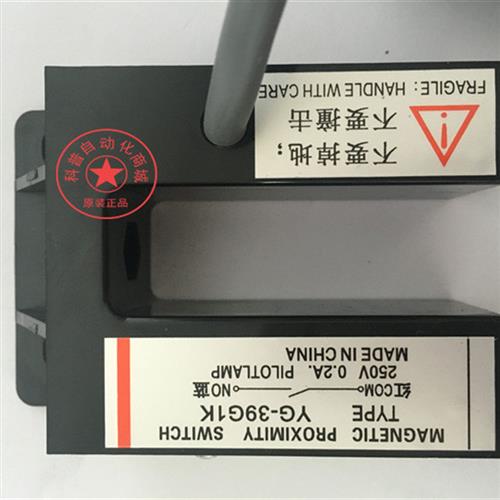 MAGNETIC PROXIMITY SWITCH
TYPE YG-39G1K
红COM NO蓝
250V 0.2A. PILOTLAMP
MADE IN CHINA
不要掉地;
不要撞击
FRAGILE: HANDLE WITH CARE
科普自动化商城
原装正品